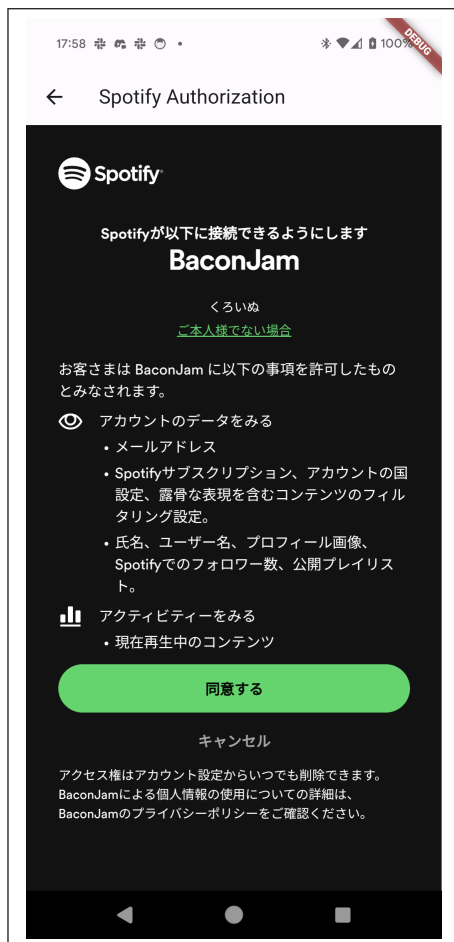 17:58
100%
DEBUG
Spotify Authorization
Spotify
Spotifyが以下に接続できるようにします
BaconJam
くろいぬ
ご本人様でない場合
お客さまは BaconJam に以下の事項を許可したもの
とみなされます。
アカウントのデータをみる
• メールアドレス
• Spotifyサブスクリプション、アカウントの国
設定、露骨な表現を含むコンテンツのフィル
タリング設定。
• 氏名、ユーザー名、プロフィール画像、
Spotifyでのフォロワー数、公開プレイリス
ト。
アクティビティーをみる
• 現在再生中のコンテンツ
同意する
キャンセル
アクセス権はアカウント設定からいつでも削除できます。
BaconJamによる個人情報の使用についての詳細は、
BaconJamのプライバシーポリシーをご確認ください。